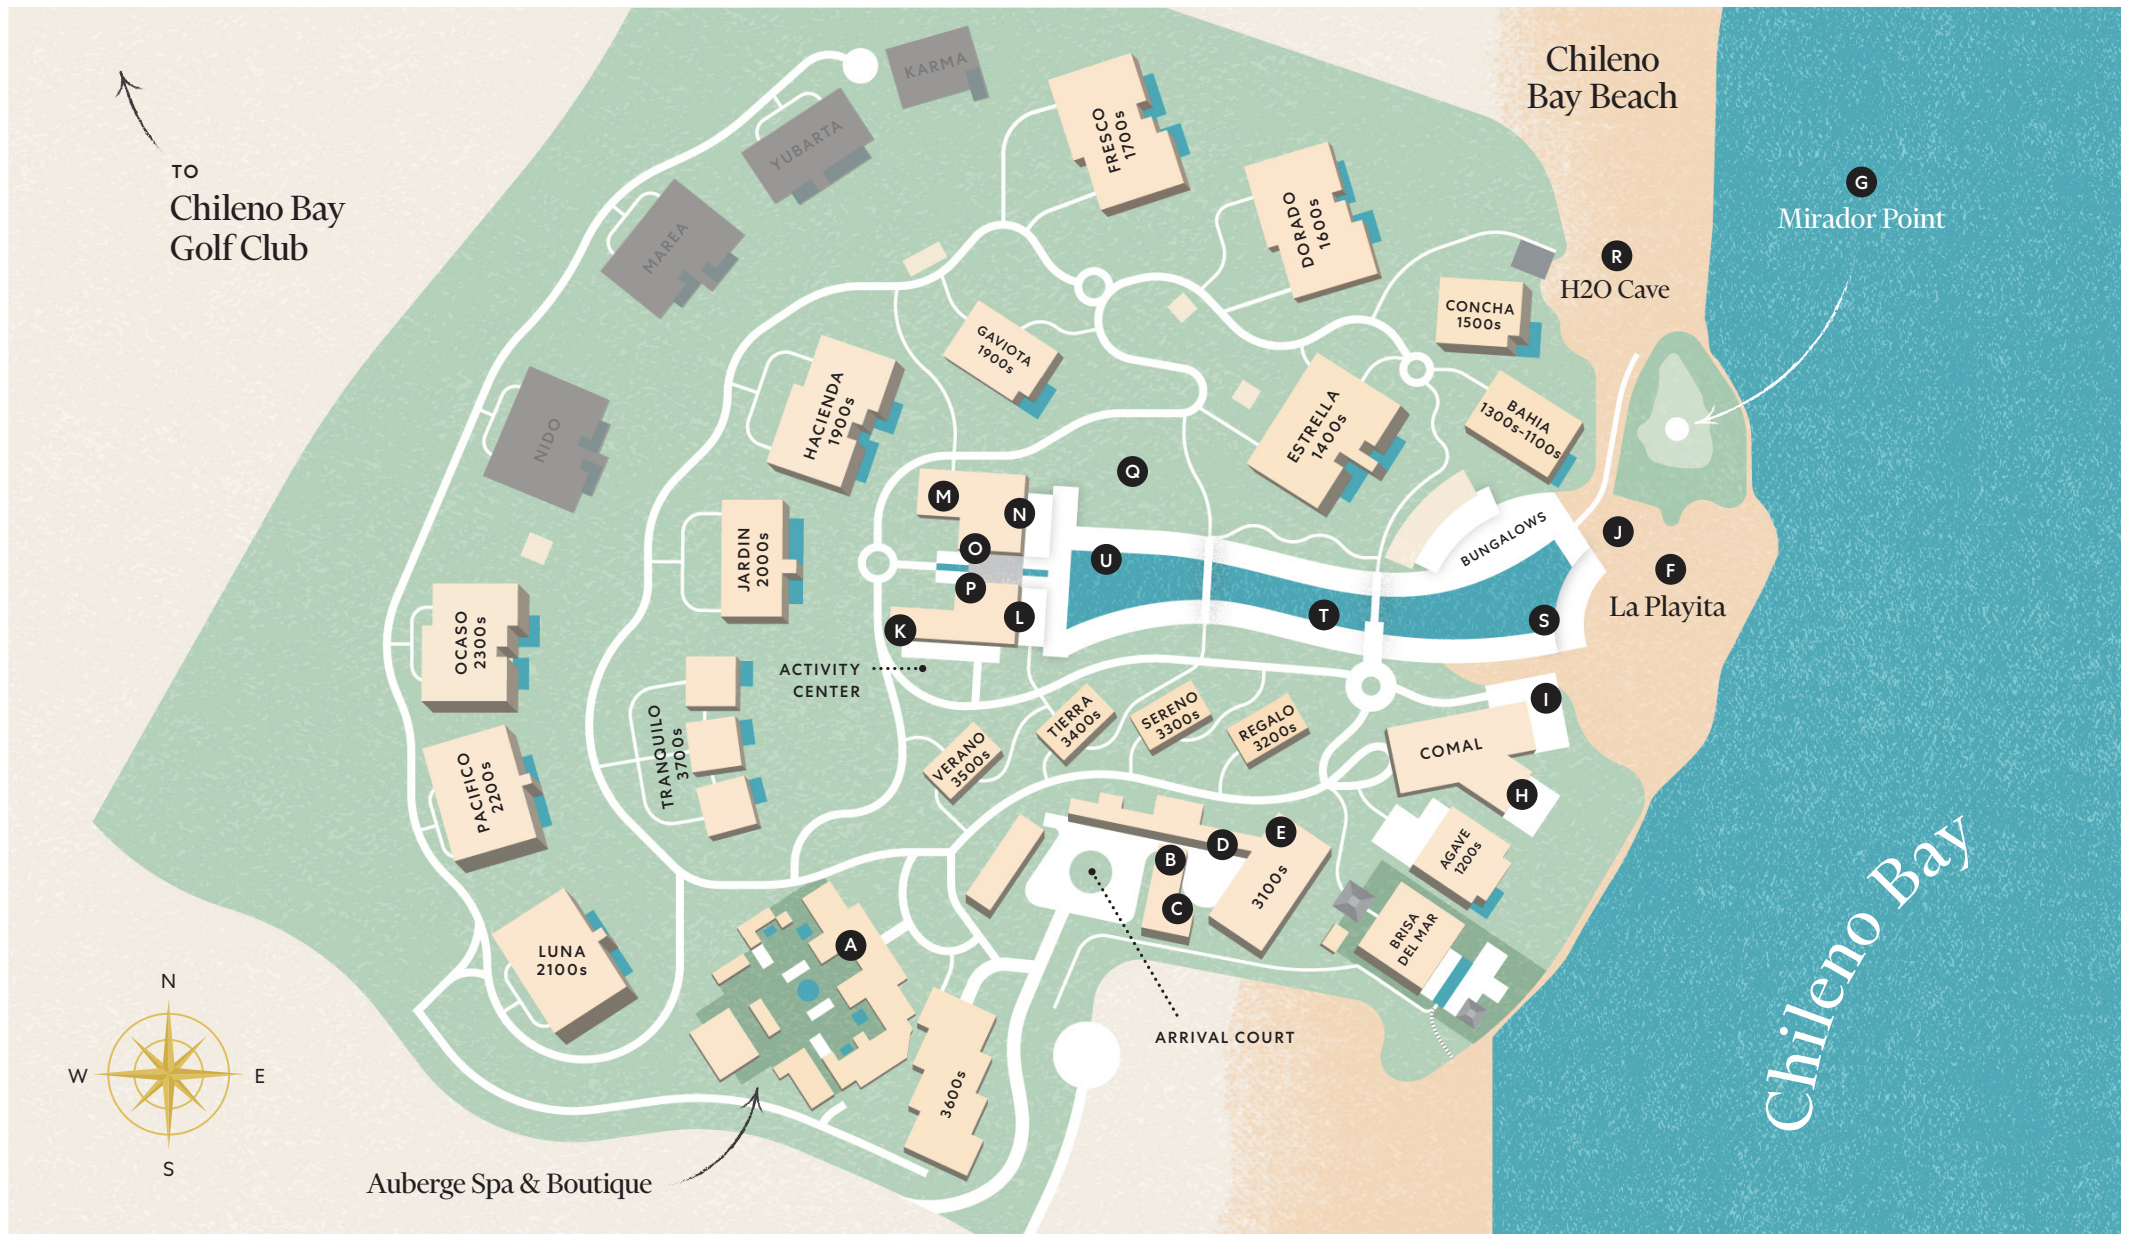 Chileno
Bay Beach
TO
Chileno Bay
Golf Club
KARMA
YUBARTA
MAREA
NIDO
FRESCO
1700s
DORADO
1600s
G
Mirador Point
R
H2O Cave
CONCHA
1500s
GAVIOTA
1900s
HACIENDA
1900s
ESTRELLA
1400s
BAHIA
1300s-1100s
Q
M
N
O
P
K
L
U
T
S
BUNGALOWS
J
F
La Playita
JARDIN
2000s
OCASO
2300s
ACTIVITY
CENTER
TRANQUILO
3700s
PACIFICO
2200s
TIERRA
3400s
SERENO
3300s
REGALO
3200s
VERANO
3500s
I
COMAL
H
E
D
B
C
3100s
AGAVE
1200s
BRISA
DEL MAR
LUNA
2100s
A
ARRIVAL COURT
3600s
Auberge Spa & Boutique
Chileno Bay
N
W
E
S